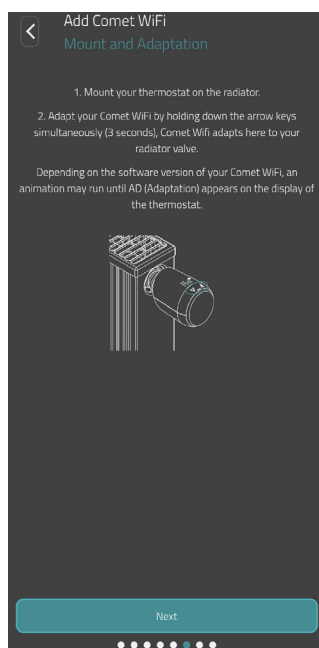 Add Comet WiFi
Mount and Adaptation
1. Mount your thermostat on the radiator.
2. Adapt your Comet WiFi by holding down the arrow keys
simultaneously (3 seconds), Comet Wifi adapts here to your
radiator valve.
Depending on the software version of your Comet WiFi, an
animation may run until AD (Adaptation) appears on the display of
the thermostat.
Next